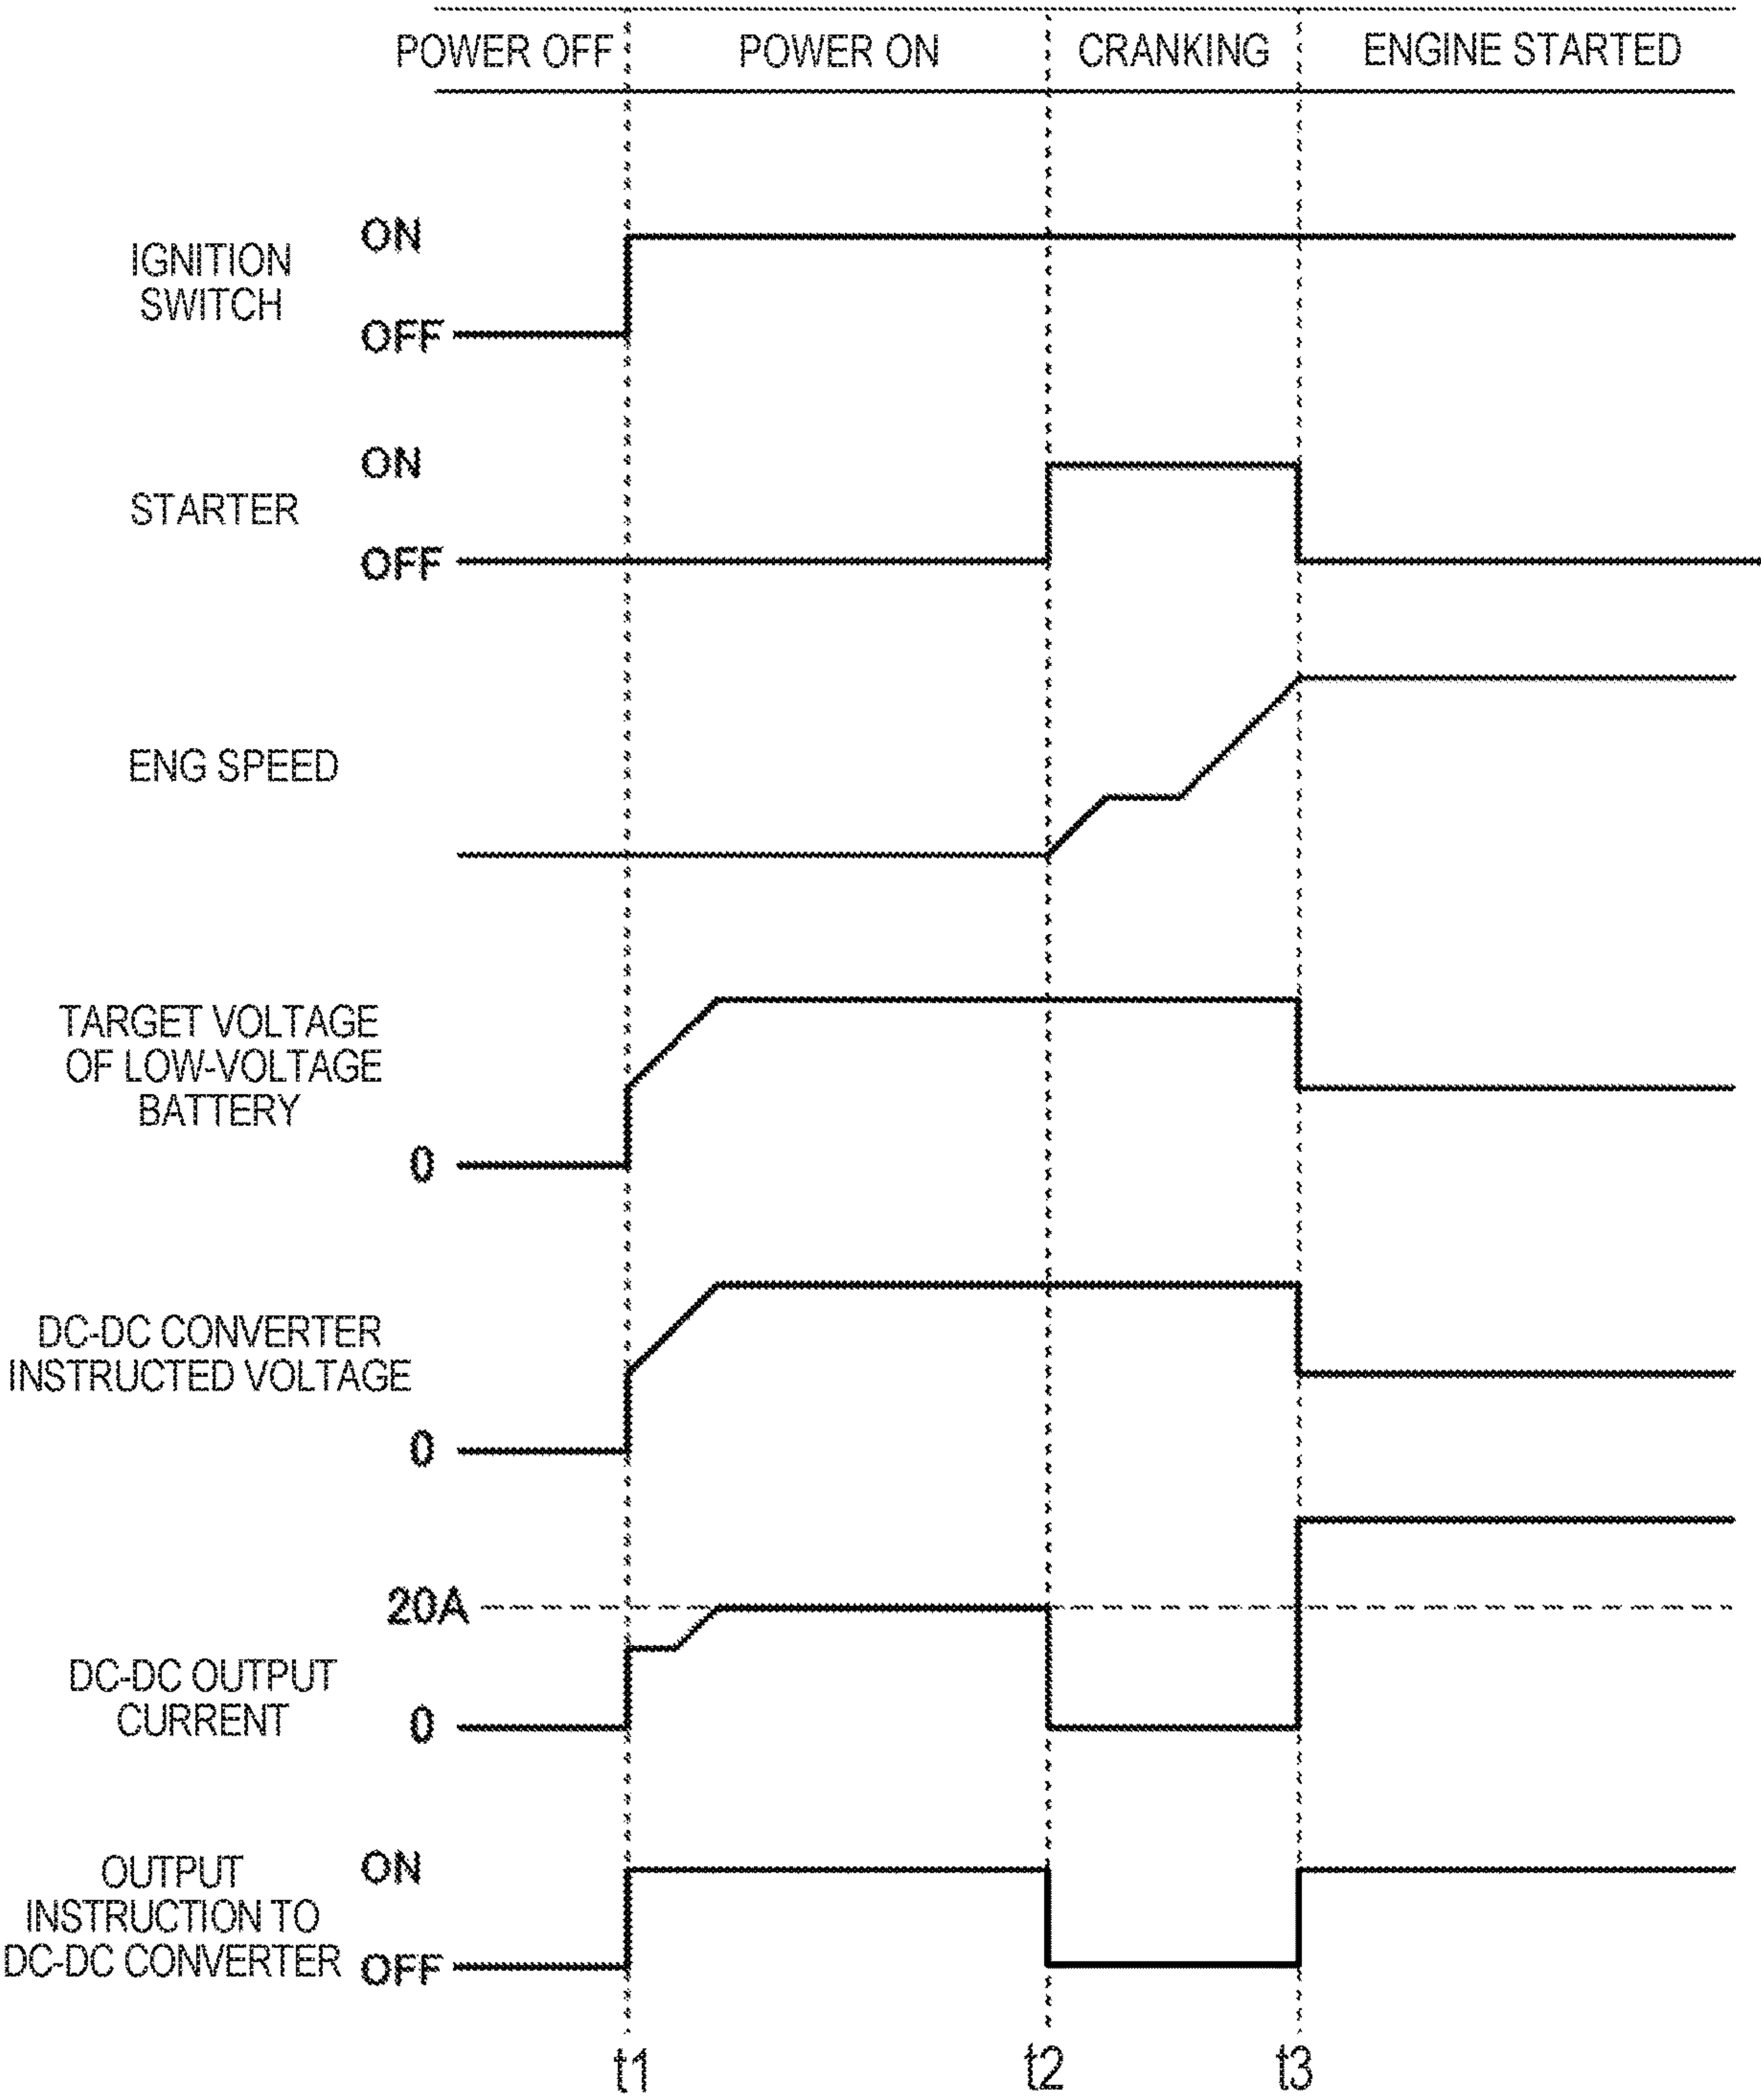 POWER OFF POWER ON CRANKING ENGINE STARTED
ON
IGNITION
SWITCH
OFF
ON
STARTER
OFF
ENG SPEED
TARGET VOLTAGE
OF LOW-VOLTAGE
BATTERY
0
DC-DC CONVERTER
INSTRUCTED VOLTAGE
0
20A
DC-DC OUTPUT
CURRENT
0
ON
OUTPUT
INSTRUCTION TO
DC-DC CONVERTER
OFF
t1 t2 t3